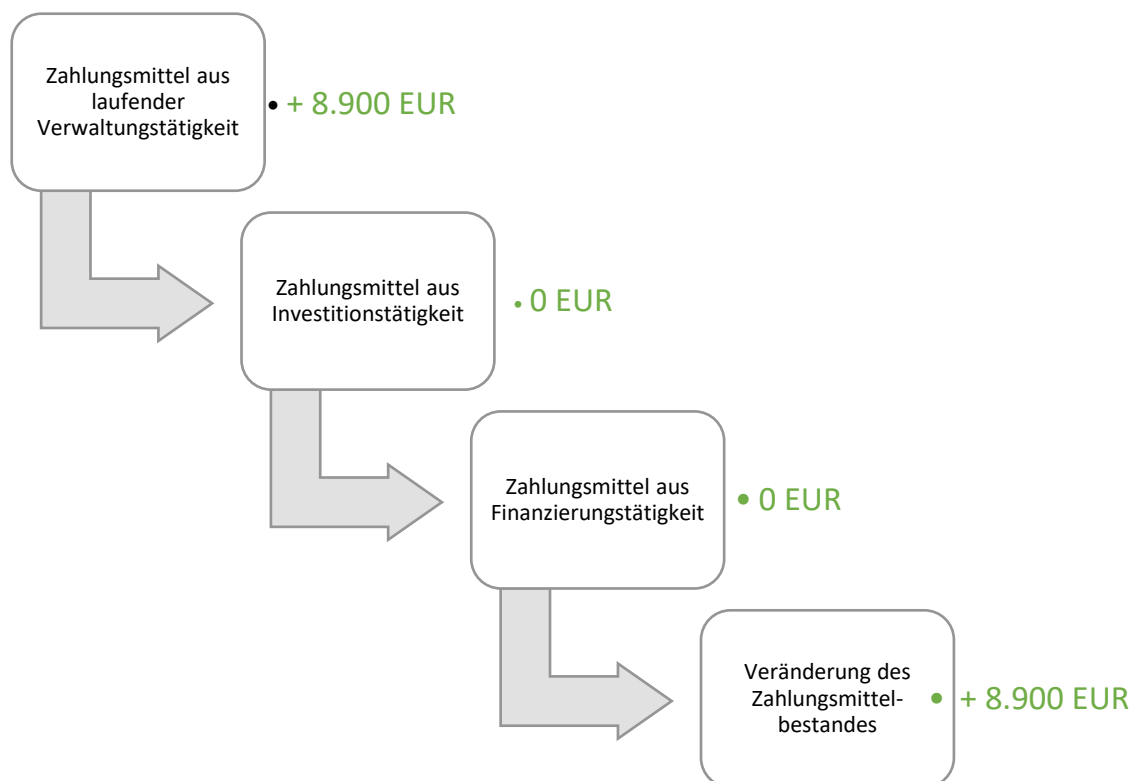 Zahlungsmittel aus
laufender
Verwaltungstätigkeit
• + 8.900 EUR
Zahlungsmittel aus
Investitionstätigkeit
• 0 EUR
Zahlungsmittel aus
Finanzierungstätigkeit
• 0 EUR
Veränderung des
Zahlungsmittel-
bestandes
• + 8.900 EUR